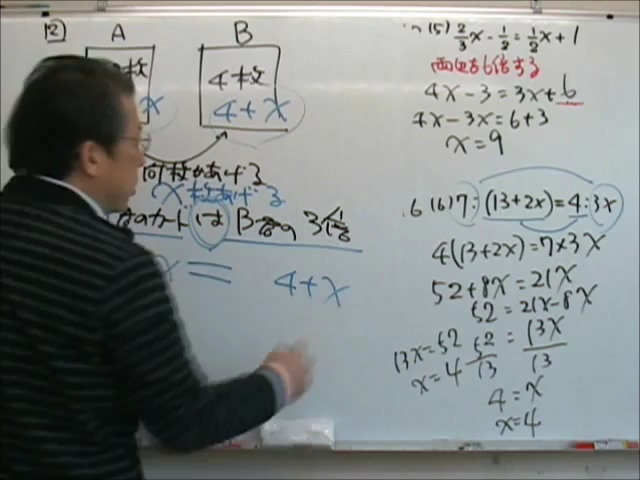 12) A B
枚 4枚
x 4+x
何枚かあげる
x枚あげる
のカードは B君の 3倍
x = 4+x
(5) 2/3x - 1/2 = 1/2x + 1
両辺を6倍する
4x-3=3x+6
4x-3x=6+3
x=9
6 (6) 7:(13+2x)=4:3x
4(13+2x)=7×3x
52+8x=21x
52=21x-8x
13x=52 52/13 = 13x/13
x=4
4=x
x=4